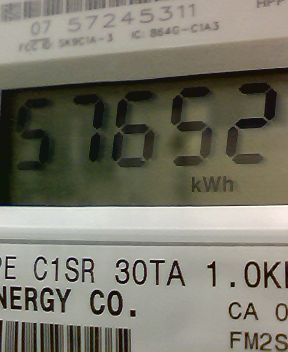 07 57245311
FCC ID: SK9C1A-3 IC: 864G-C1A3
57652
kWh
PE C1SR 30TA 1.0K
NERGY CO.
CA 0
FM2S